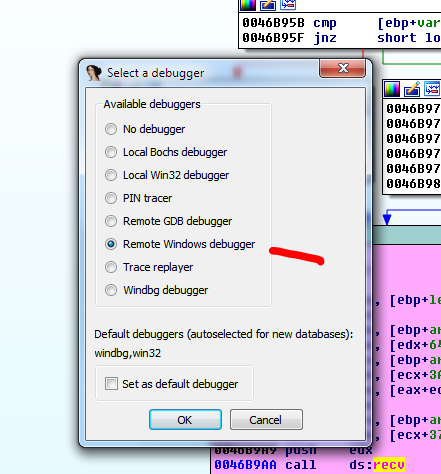 0046B95B cmp [ebp+var
0046B95F jnz short lo
Select a debugger
Available debuggers
No debugger
Local Bochs debugger
Local Win32 debugger
PIN tracer
Remote GDB debugger
Remote Windows debugger
Trace replayer
Windbg debugger
Default debuggers (autoselected for new databases):
windbg,win32
Set as default debugger
OK
Cancel
0046B97
0046B97
0046B97
0046B97
0046B97
0046B98
, [ebp+le
, [ebp+ar
, [edx+64
, [ebp+ar
, [ecx+3A
, [eax+ed
, [ebp+ar
, [ecx+37
0046B9A9 push edx
0046B9AA call ds:recv